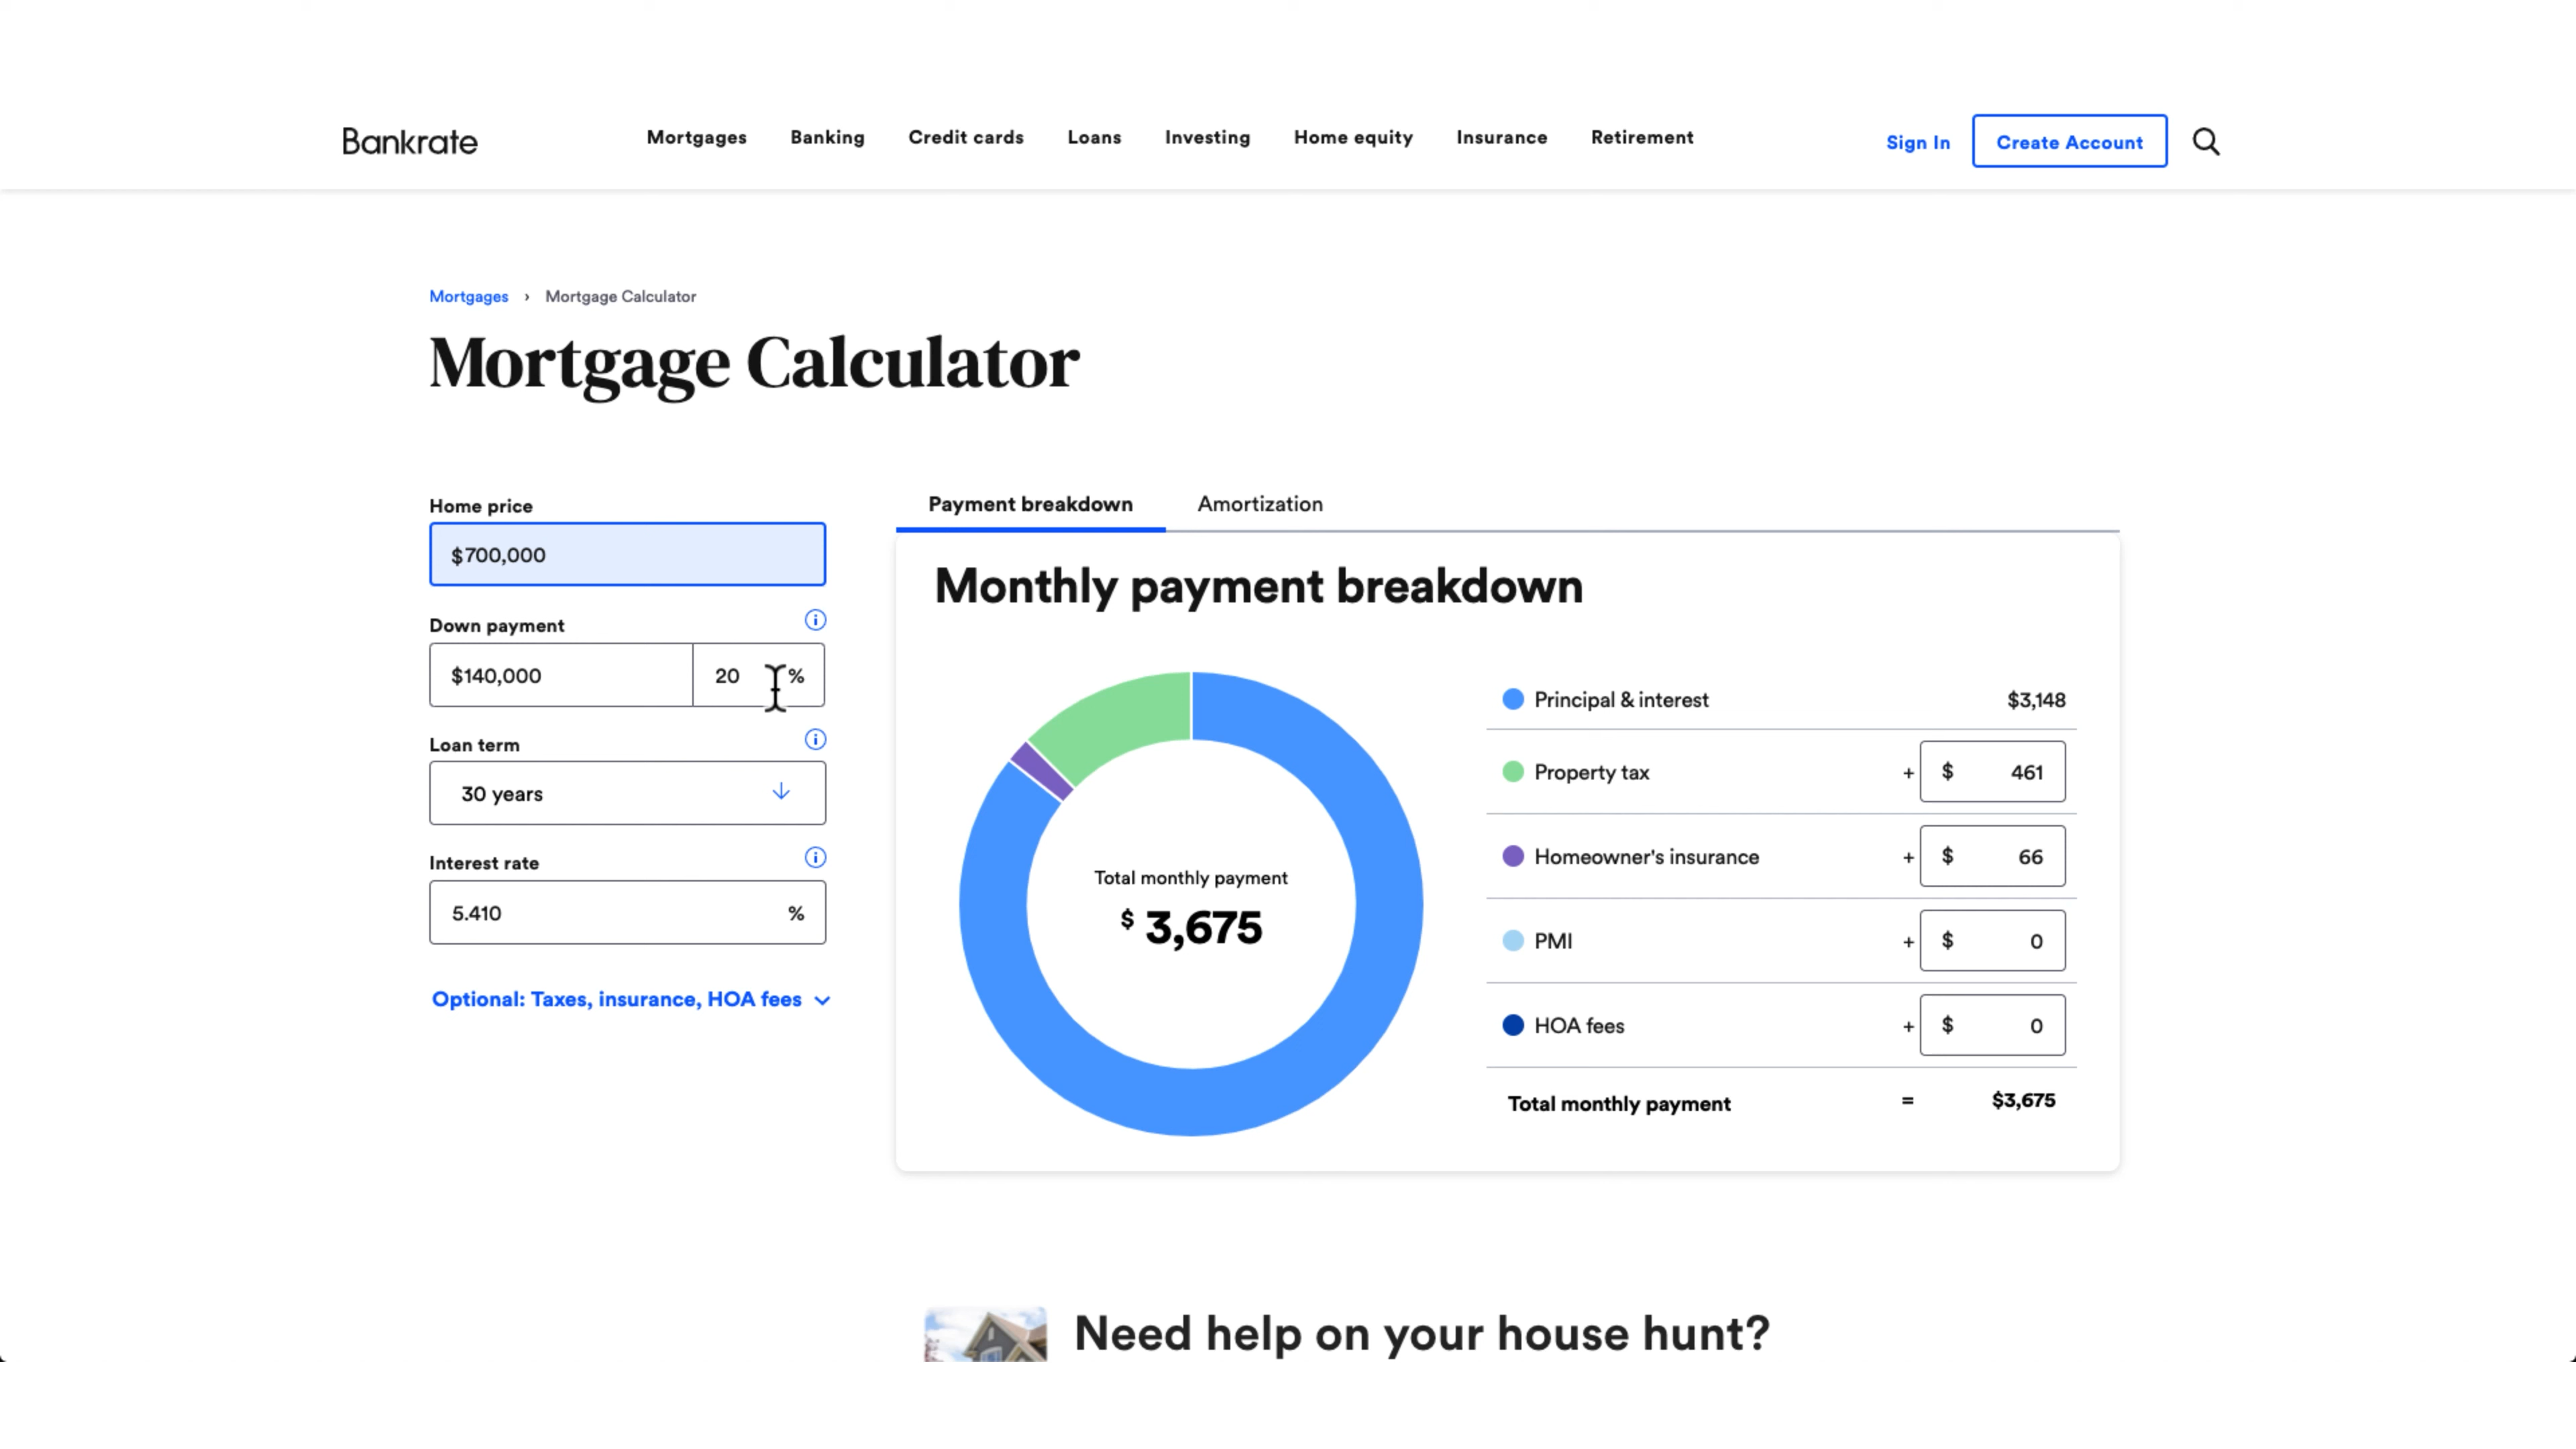 Bankrate
Mortgages Banking Credit cards Loans Investing Home equity Insurance Retirement
Sign In
Create Account
Mortgages › Mortgage Calculator
Mortgage Calculator
Home price
$700,000
Down payment
$140,000 20 %
Loan term
30 years
Interest rate
5.410 %
Optional: Taxes, insurance, HOA fees
Payment breakdown Amortization
Monthly payment breakdown
Total monthly payment
$ 3,675
Principal & interest $3,148
Property tax + $ 461
Homeowner's insurance + $ 66
PMI + $ 0
HOA fees + $ 0
Total monthly payment = $3,675
Need help on your house hunt?